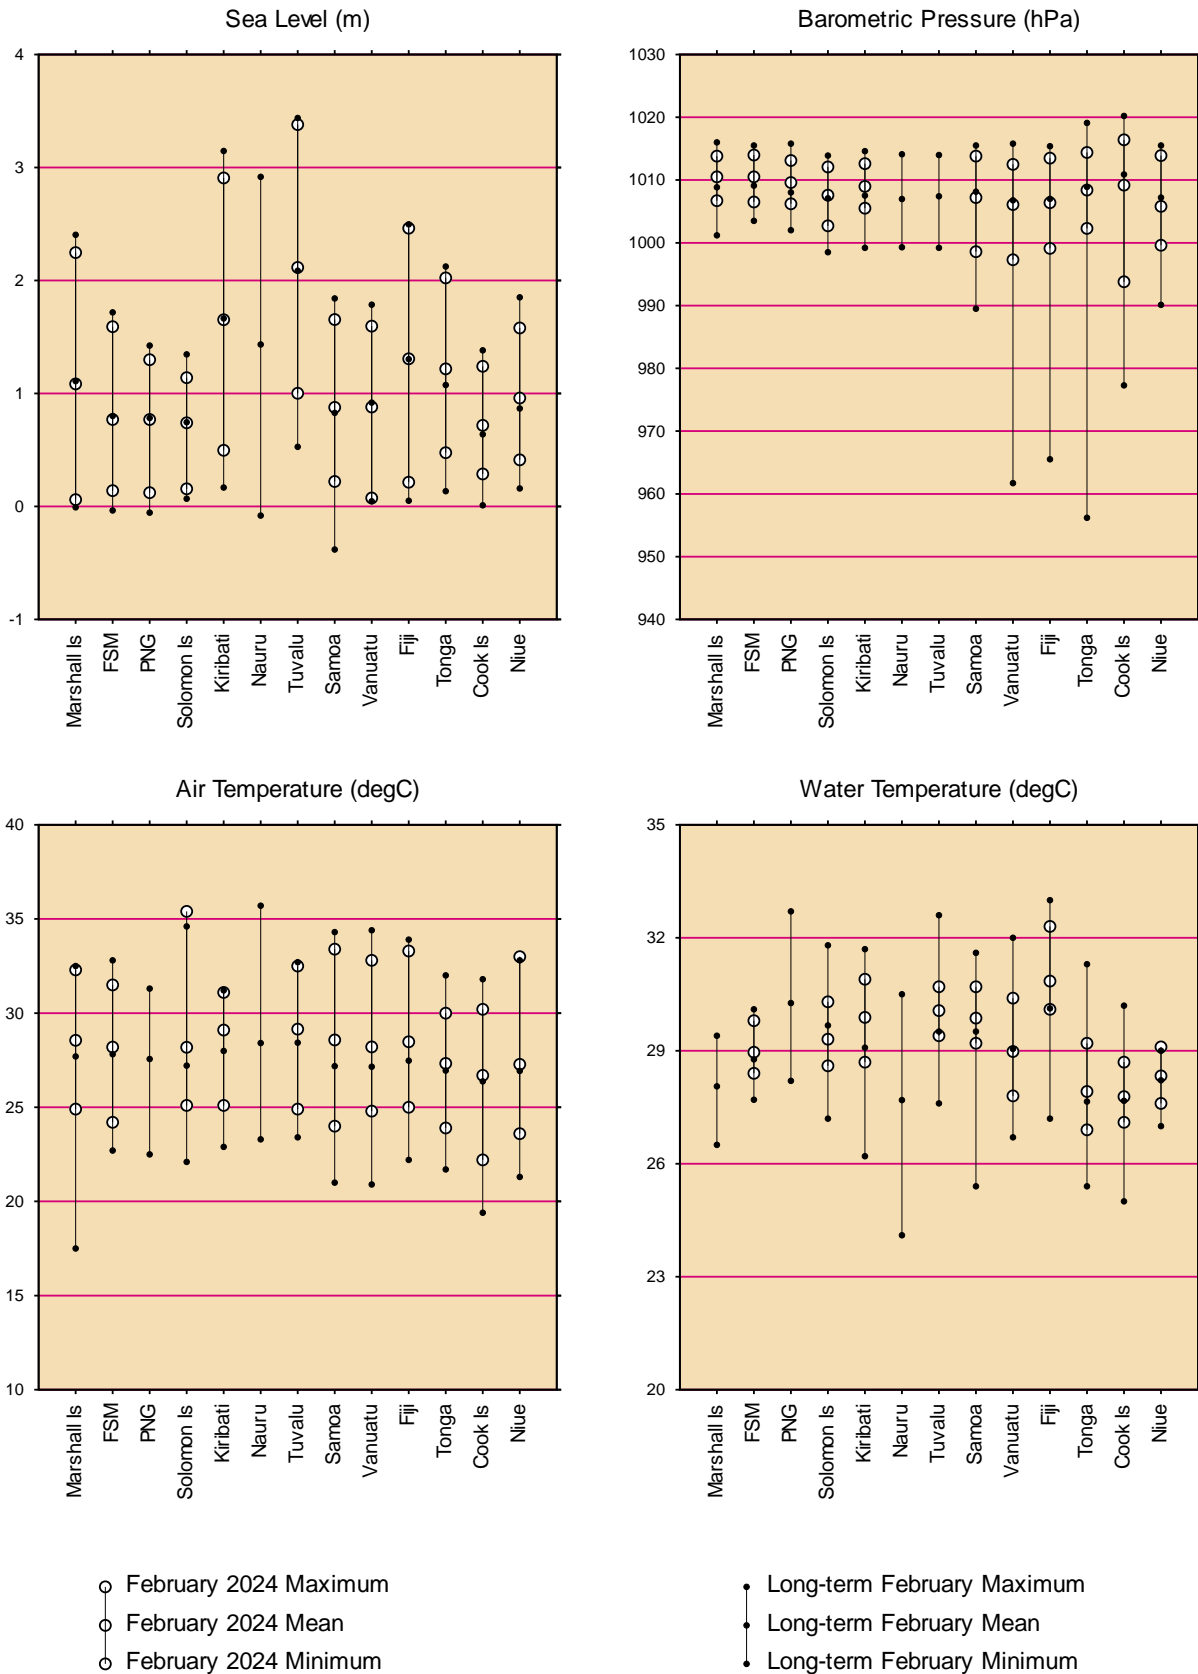 Sea Level (m)
4
3
2
1
0
-1
Marshall Is
FSM
PNG
Solomon Is
Kiribati
Nauru
Tuvalu
Samoa
Vanuatu
Fiji
Tonga
Cook Is
Niue
Barometric Pressure (hPa)
1030
1020
1010
1000
990
980
970
960
950
940
Marshall Is
FSM
PNG
Solomon Is
Kiribati
Nauru
Tuvalu
Samoa
Vanuatu
Fiji
Tonga
Cook Is
Niue
Air Temperature (degC)
40
35
30
25
20
15
10
Marshall Is
FSM
PNG
Solomon Is
Kiribati
Nauru
Tuvalu
Samoa
Vanuatu
Fiji
Tonga
Cook Is
Niue
Water Temperature (degC)
35
32
29
26
23
20
Marshall Is
FSM
PNG
Solomon Is
Kiribati
Nauru
Tuvalu
Samoa
Vanuatu
Fiji
Tonga
Cook Is
Niue
February 2024 Maximum
February 2024 Mean
February 2024 Minimum
Long-term February Maximum
Long-term February Mean
Long-term February Minimum